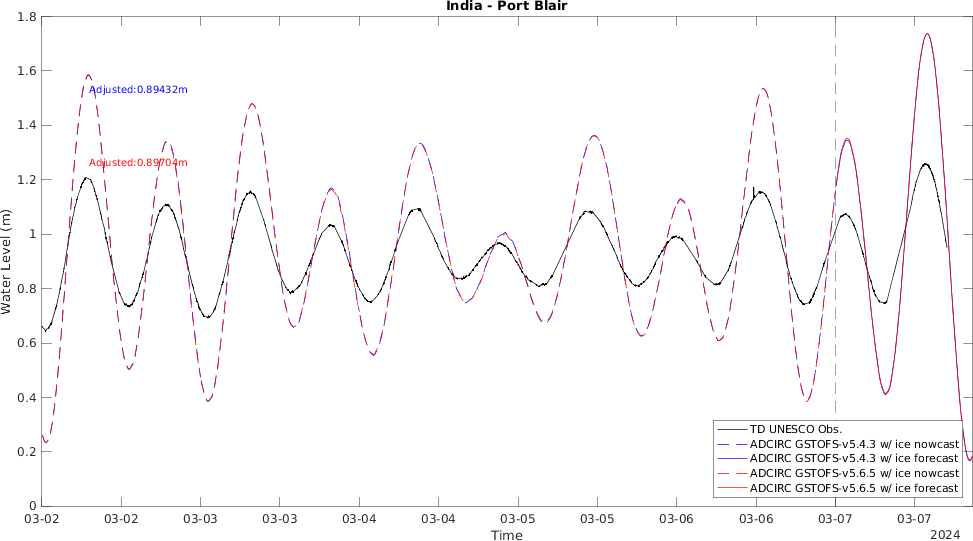 India - Port Blair
Water Level (m)
1.8
1.6
1.4
1.2
1
0.8
0.6
0.4
0.2
0
Adjusted:0.89432m
Adjusted:0.89704m
TD UNESCO Obs.
ADCIRC GSTOFS-v5.4.3 w/ ice nowcast
ADCIRC GSTOFS-v5.4.3 w/ ice forecast
ADCIRC GSTOFS-v5.6.5 w/ ice nowcast
ADCIRC GSTOFS-v5.6.5 w/ ice forecast
03-02 03-02 03-03 03-03 03-04 03-04 03-05 03-05 03-06 03-06 03-07 03-07
Time
2024